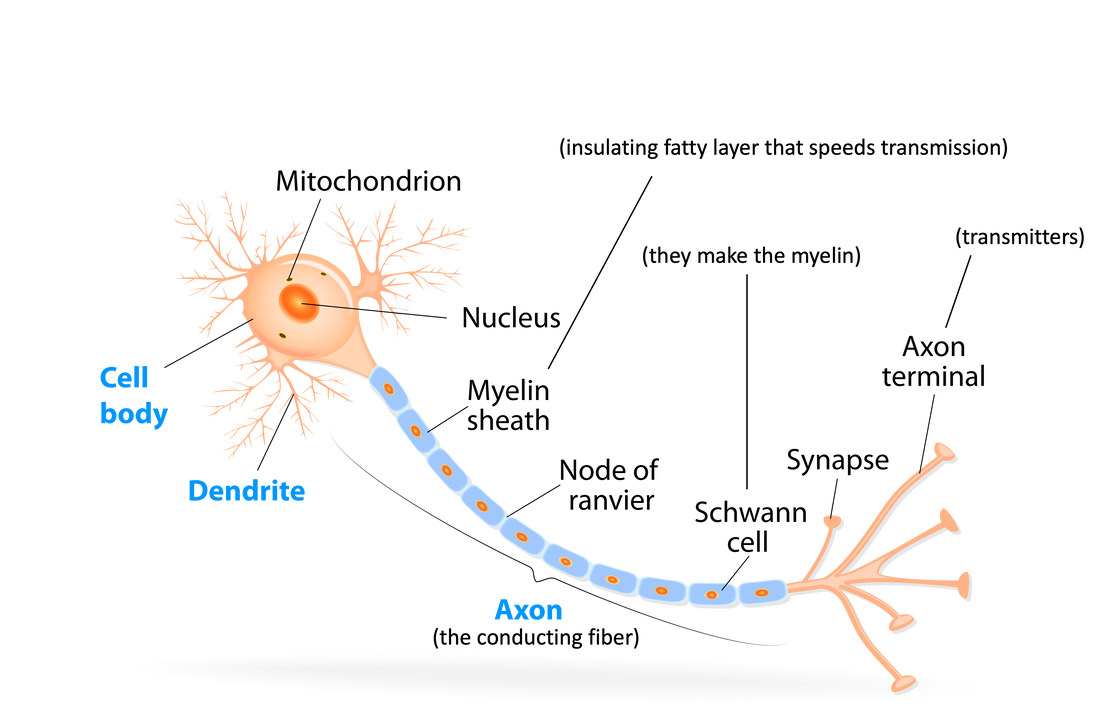 (insulating fatty layer that speeds transmission)
Mitochondrion
(transmitters)
(they make the myelin)
Nucleus
Axon
terminal
Cell
body
Myelin
sheath
Synapse
Node of
ranvier
Dendrite
Schwann
cell
Axon
(the conducting fiber)